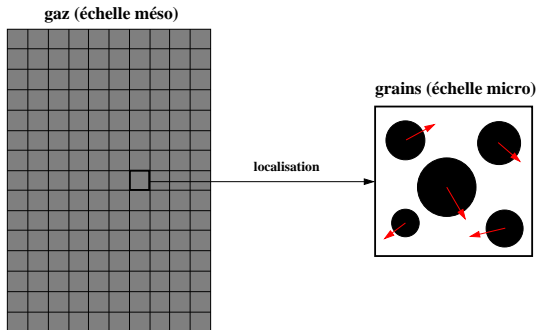 gaz (échelle méso)
grains (échelle micro)
localisation